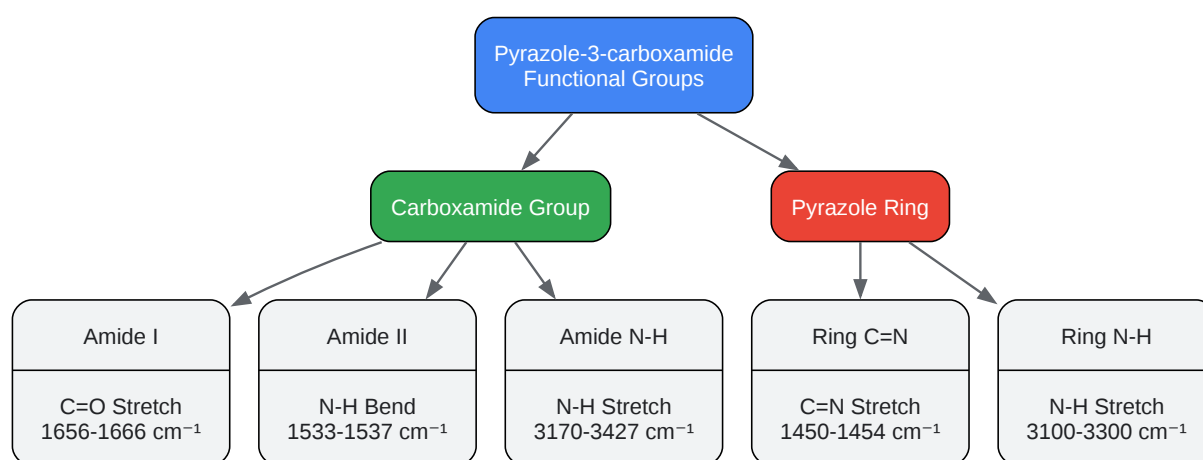 Pyrazole-3-carboxamide
Functional Groups
Carboxamide Group
Pyrazole Ring
Amide I
C=O Stretch
1656-1666 cm⁻¹
Amide II
N-H Bend
1533-1537 cm⁻¹
Amide N-H
N-H Stretch
3170-3427 cm⁻¹
Ring C=N
C=N Stretch
1450-1454 cm⁻¹
Ring N-H
N-H Stretch
3100-3300 cm⁻¹